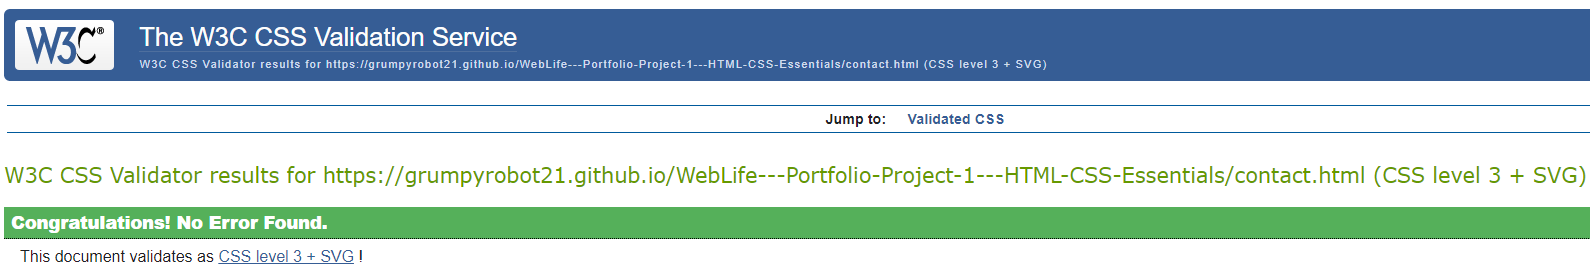 W3C®
The W3C CSS Validation Service
W3C CSS Validator results for https://grumpyrobot21.github.io/WebLife---Portfolio-Project-1---HTML-CSS-Essentials/contact.html (CSS level 3 + SVG)
Jump to: Validated CSS
W3C CSS Validator results for https://grumpyrobot21.github.io/WebLife---Portfolio-Project-1---HTML-CSS-Essentials/contact.html (CSS level 3 + SVG)
Congratulations! No Error Found.
This document validates as CSS level 3 + SVG !